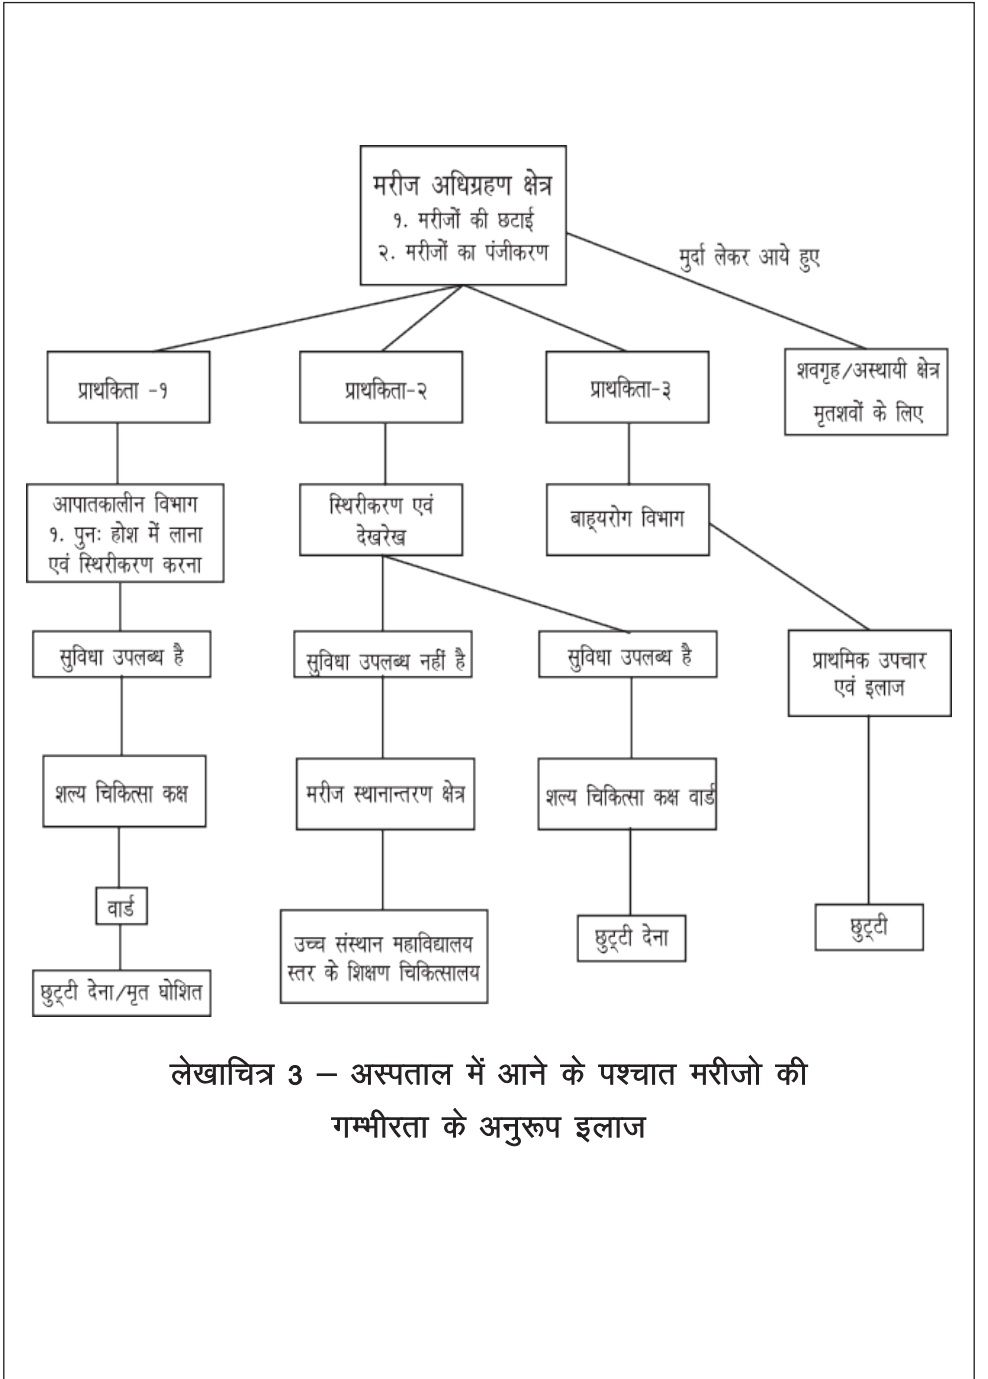 मरीज अधिग्रहण क्षेत्र
१. मरीजों की छटाई
२. मरीजों का पंजीकरण
मुर्दा लेकर आये हुए
प्राथकिता -१
प्राथकिता-२
प्राथकिता-३
शवगृह/अस्थायी क्षेत्र
मृतशवों के लिए
आपातकालीन विभाग
१. पुनः होश में लाना
एवं स्थिरीकरण करना
स्थिरीकरण एवं
देखरेख
बाह्यरोग विभाग
सुविधा उपलब्ध है
सुविधा उपलब्ध नहीं है
सुविधा उपलब्ध है
प्राथमिक उपचार
एवं इलाज
शल्य चिकित्सा कक्ष
मरीज स्थानान्तरण क्षेत्र
शल्य चिकित्सा कक्ष वार्ड
वार्ड
उच्च संस्थान महाविद्यालय
स्तर के शिक्षण चिकित्सालय
छुट्टी देना
छुट्टी
छुट्टी देना/मृत घोशित
लेखाचित्र 3 – अस्पताल में आने के पश्चात मरीजो की
गम्भीरता के अनुरूप इलाज